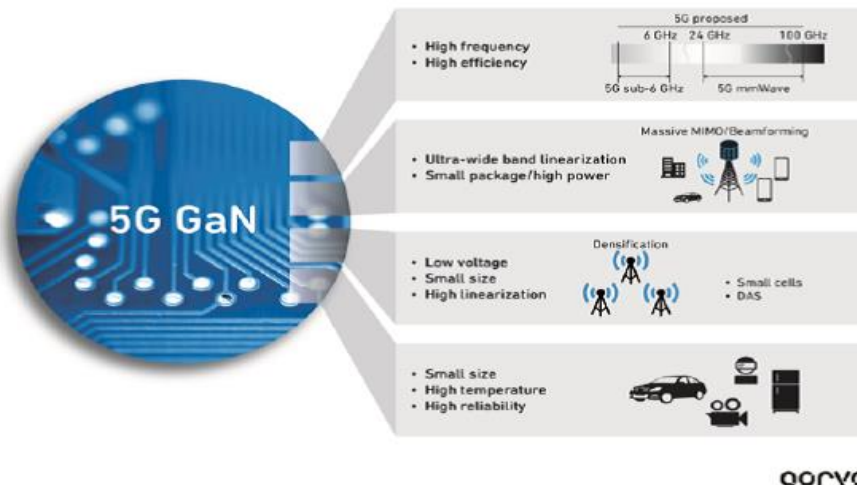 5G GaN
5G proposed
6 GHz 24 GHz 100 GHz
• High frequency
• High efficiency
5G sub-6 GHz 5G mmWave
Massive MIMO/Beamforming
• Ultra-wide band linearization
• Small package/high power
Densification
• Low voltage
• Small size
• High linearization
• Small cells
• DAS
• Small size
• High temperature
• High reliability